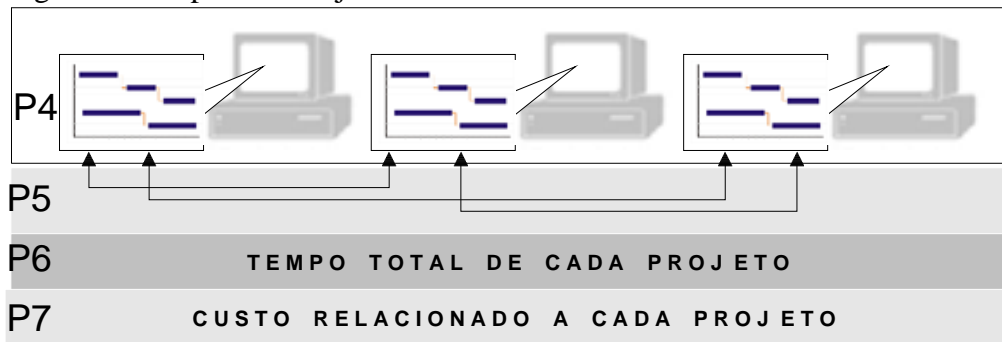 P4
P5
P6 TEMPO TOTAL DE CADA PROJETO
P7 CUSTO RELACIONADO A CADA PROJETO